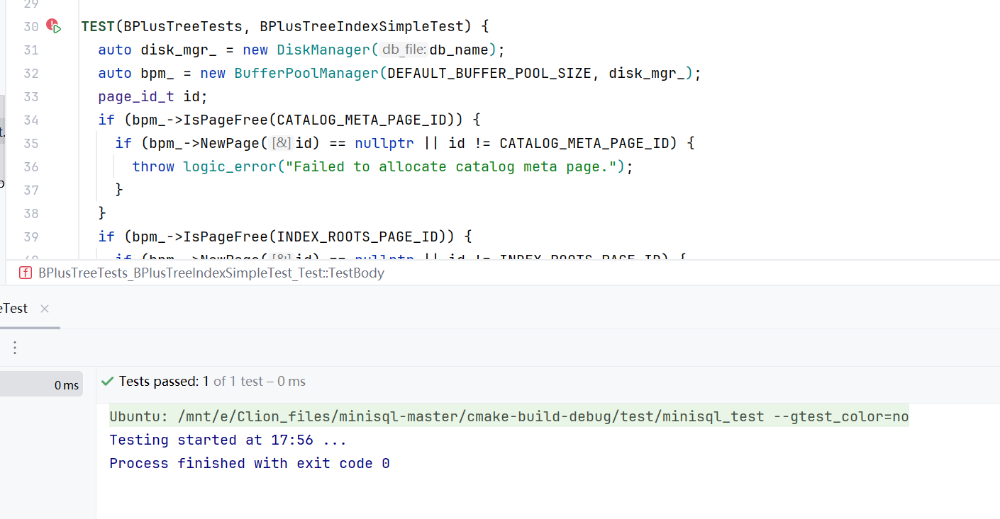 29
30 TEST(BPlusTreeTests, BPlusTreeIndexSimpleTest) {
31 auto disk_mgr_ = new DiskManager( db_file: db_name);
32 auto bpm_ = new BufferPoolManager(DEFAULT_BUFFER_POOL_SIZE, disk_mgr_);
33 page_id_t id;
34 if (bpm_->IsPageFree(CATALOG_META_PAGE_ID)) {
35 if (bpm_->NewPage( [&] id) == nullptr || id != CATALOG_META_PAGE_ID) {
36 throw logic_error("Failed to allocate catalog meta page.");
37 }
38 }
39 if (bpm_->IsPageFree(INDEX_ROOTS_PAGE_ID)) {
40 if (bpm_->NewPage( [&] id) == nullptr || id != INDEX_ROOTS_PAGE_ID) {
f BPlusTreeTests_BPlusTreeIndexSimpleTest_Test::TestBody
eTest ×
0 ms
Tests passed: 1 of 1 test – 0 ms
Ubuntu: /mnt/e/Clion_files/minisql-master/cmake-build-debug/test/minisql_test --gtest_color=no
Testing started at 17:56 ...
Process finished with exit code 0